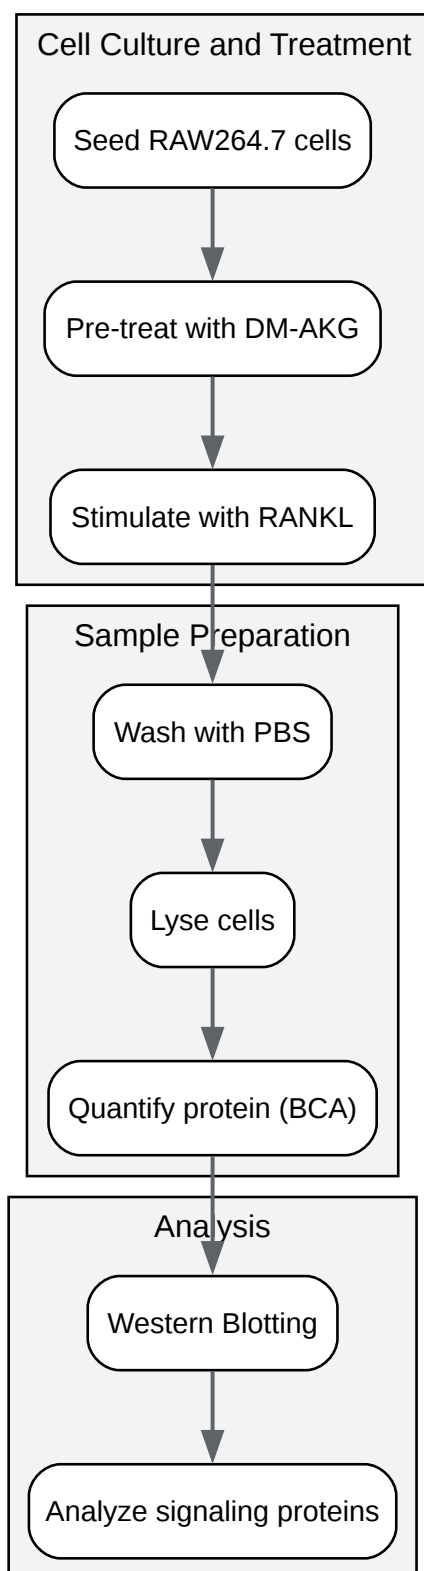 Cell Culture and Treatment
Seed RAW264.7 cells
Pre-treat with DM-AKG
Stimulate with RANKL
Sample Preparation
Wash with PBS
Lyse cells
Quantify protein (BCA)
Analysis
Western Blotting
Analyze signaling proteins